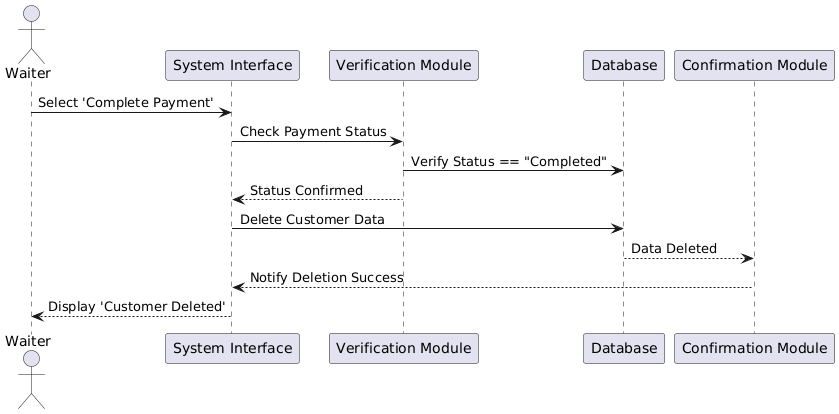 Waiter
System Interface
Verification Module
Database
Confirmation Module
Select 'Complete Payment'
Check Payment Status
Verify Status == "Completed"
Status Confirmed
Delete Customer Data
Data Deleted
Notify Deletion Success
Display 'Customer Deleted'
Waiter
System Interface
Verification Module
Database
Confirmation Module